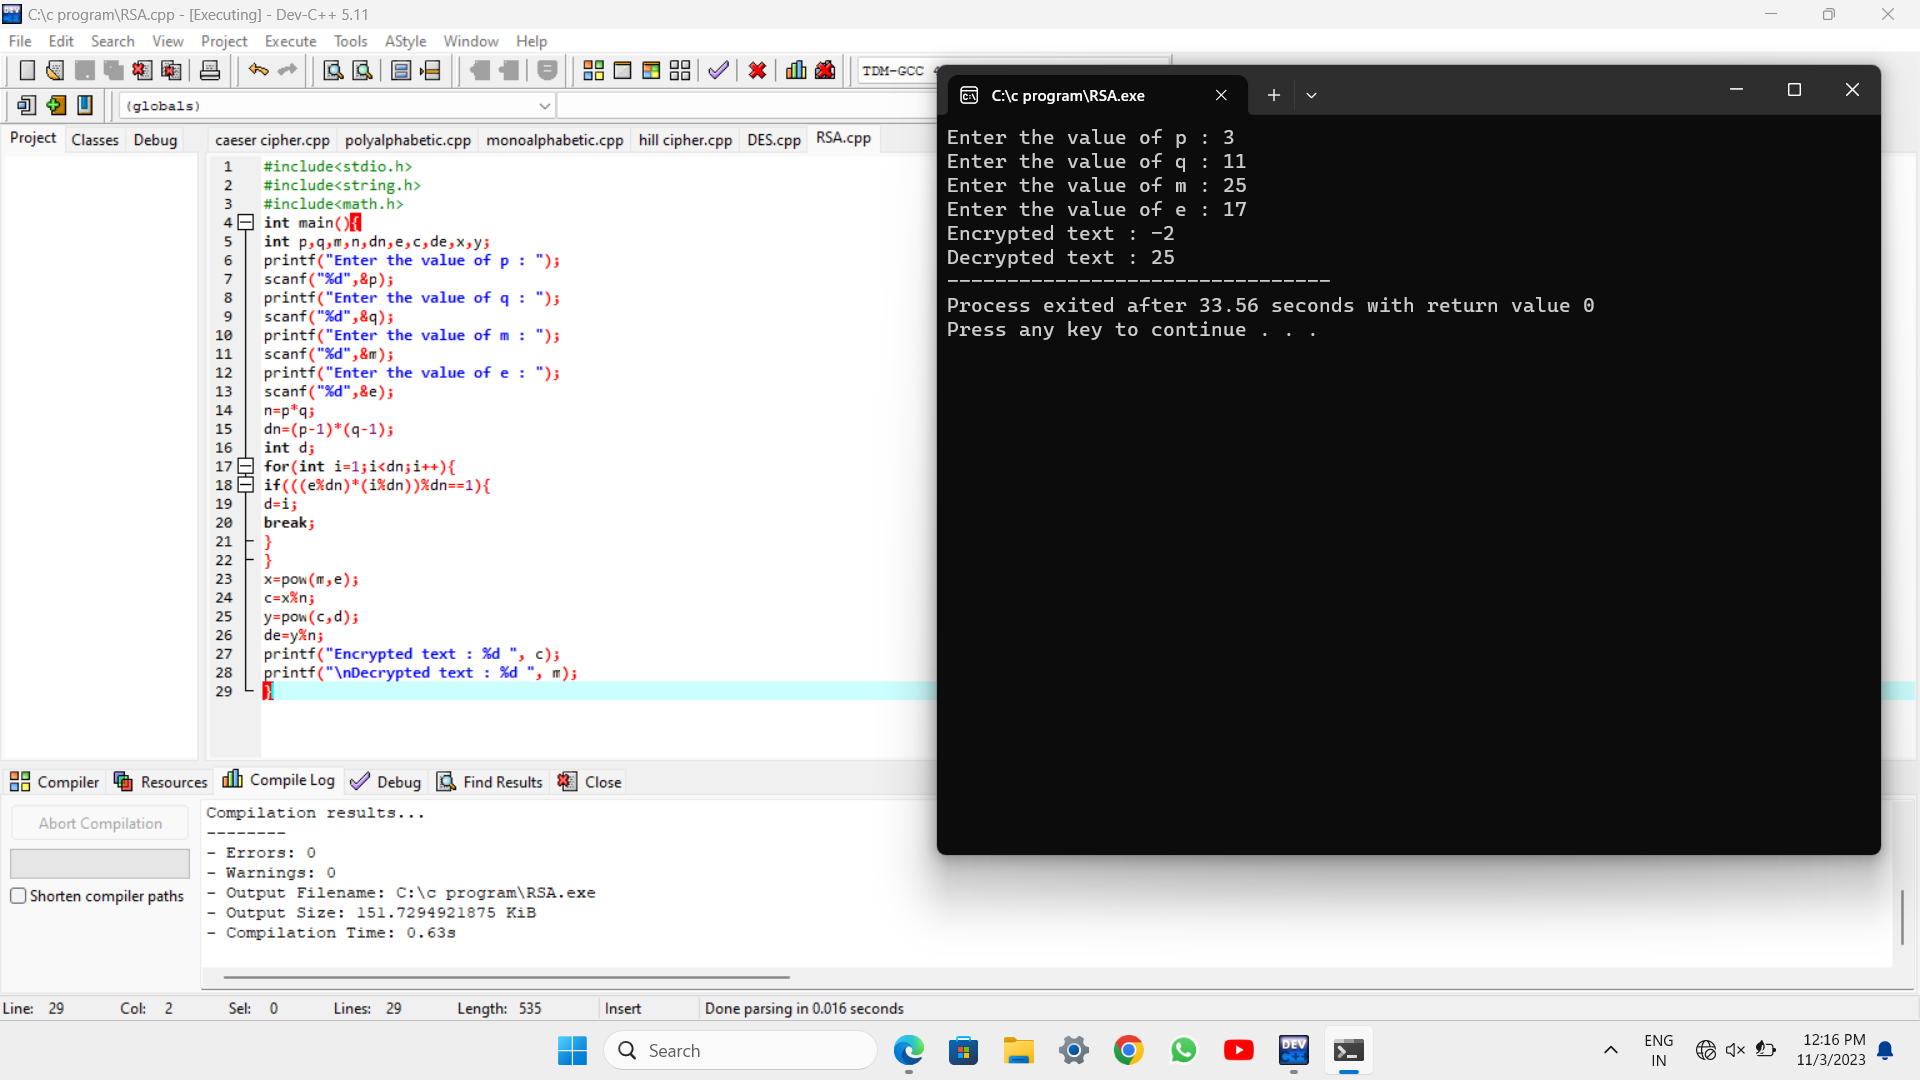 C:\c program\RSA.cpp - [Executing] - Dev-C++ 5.11
File Edit Search View Project Execute Tools AStyle Window Help
TDM-GCC
(globals)
Project Classes Debug
caeser cipher.cpp polyalphabetic.cpp monoalphabetic.cpp hill cipher.cpp DES.cpp RSA.cpp
1 #include<stdio.h>
2 #include<string.h>
3 #include<math.h>
4 int main(){
5 int p,q,m,n,dn,e,c,de,x,y;
6 printf("Enter the value of p : ");
7 scanf("%d",&p);
8 printf("Enter the value of q : ");
9 scanf("%d",&q);
10 printf("Enter the value of m : ");
11 scanf("%d",&m);
12 printf("Enter the value of e : ");
13 scanf("%d",&e);
14 n=p*q;
15 dn=(p-1)*(q-1);
16 int d;
17 for(int i=1;i<dn;i++){
18 if(((e%dn)*(i%dn))%dn==1){
19 d=i;
20 break;
21 }
22 }
23 x=pow(m,e);
24 c=x%n;
25 y=pow(c,d);
26 de=y%n;
27 printf("Encrypted text : %d ", c);
28 printf("\nDecrypted text : %d ", m);
29 }
C:\c program\RSA.exe
Enter the value of p : 3
Enter the value of q : 11
Enter the value of m : 25
Enter the value of e : 17
Encrypted text : -2
Decrypted text : 25
--------------------------------
Process exited after 33.56 seconds with return value 0
Press any key to continue . . .
Compiler Resources Compile Log Debug Find Results Close
Abort Compilation
Shorten compiler paths
Compilation results...
--------
- Errors: 0
- Warnings: 0
- Output Filename: C:\c program\RSA.exe
- Output Size: 151.7294921875 KiB
- Compilation Time: 0.63s
Line: 29 Col: 2 Sel: 0 Lines: 29 Length: 535 Insert Done parsing in 0.016 seconds
Search
DEV
ENG
IN
12:16 PM
11/3/2023